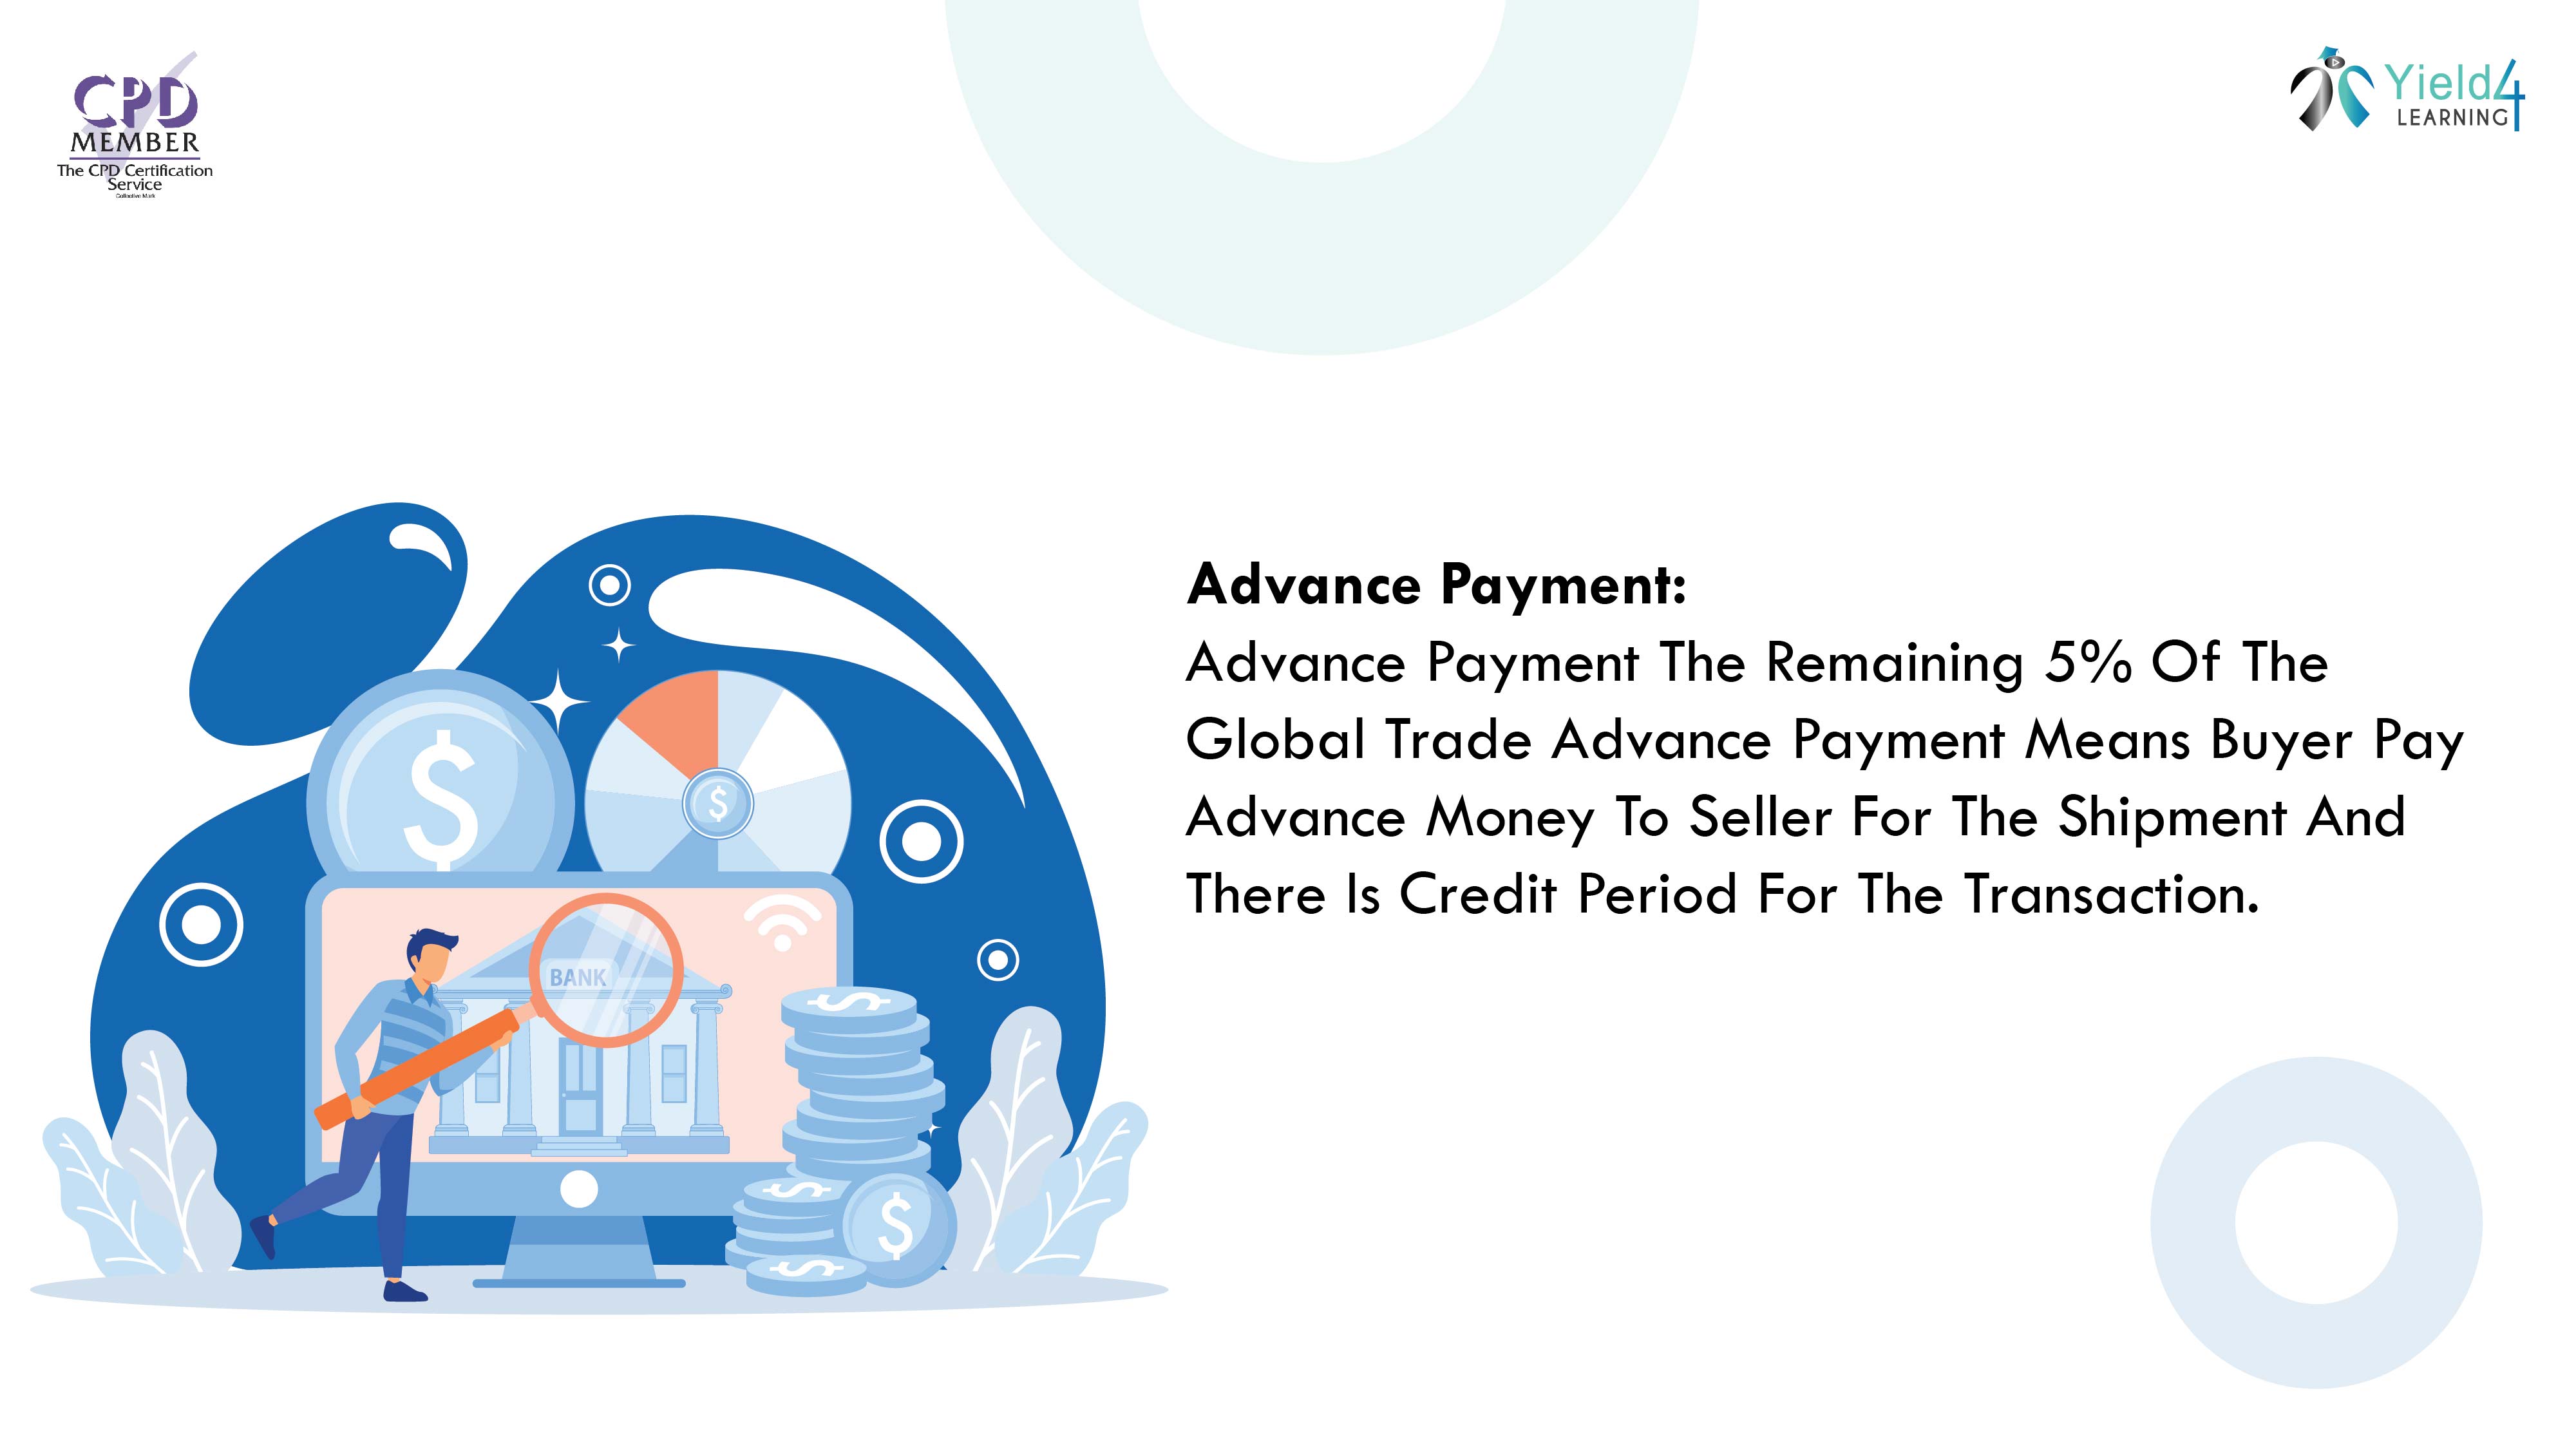 CPD
MEMBER
The CPD Certification
Service
Collective Mark
Yield4
LEARNING
Advance Payment:
Advance Payment The Remaining 5% Of The
Global Trade Advance Payment Means Buyer Pay
Advance Money To Seller For The Shipment And
There Is Credit Period For The Transaction.
$
$
BANK
$
$
$
$